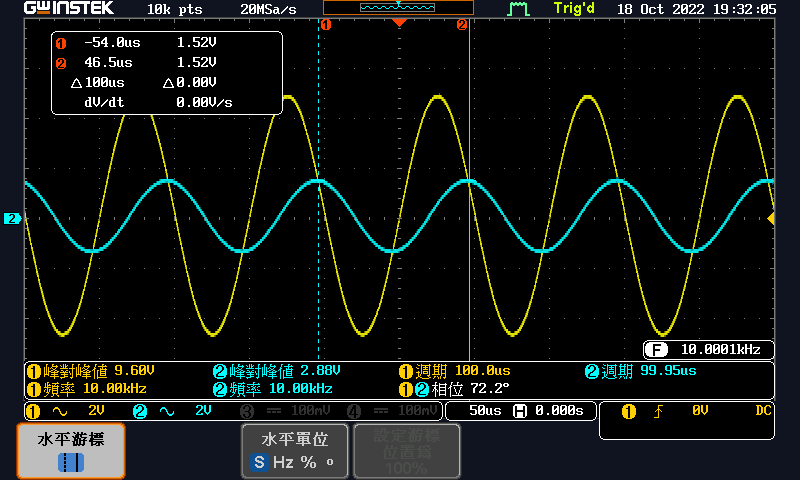 GWINSTEK 10k pts 20MSa/s Trig'd 18 Oct 2022 19:32:05
1 2
1 -54.0us 1.52V
2 46.5us 1.52V
△100us △0.00V
dV/dt 0.00V/s
2
F 10.0001kHz
1 峰對峰值 9.60V 2 峰對峰值 2.88V 1 週期 100.0us 2 週期 99.95us
1 頻率 10.00kHz 2 頻率 10.00kHz 1 2 相位 72.2°
1 2V 2 2V 3 100mV 4 100mV 50us H 0.000s 1 0V DC
水平游標
水平單位
S Hz % °
設定游標
位置為
100%